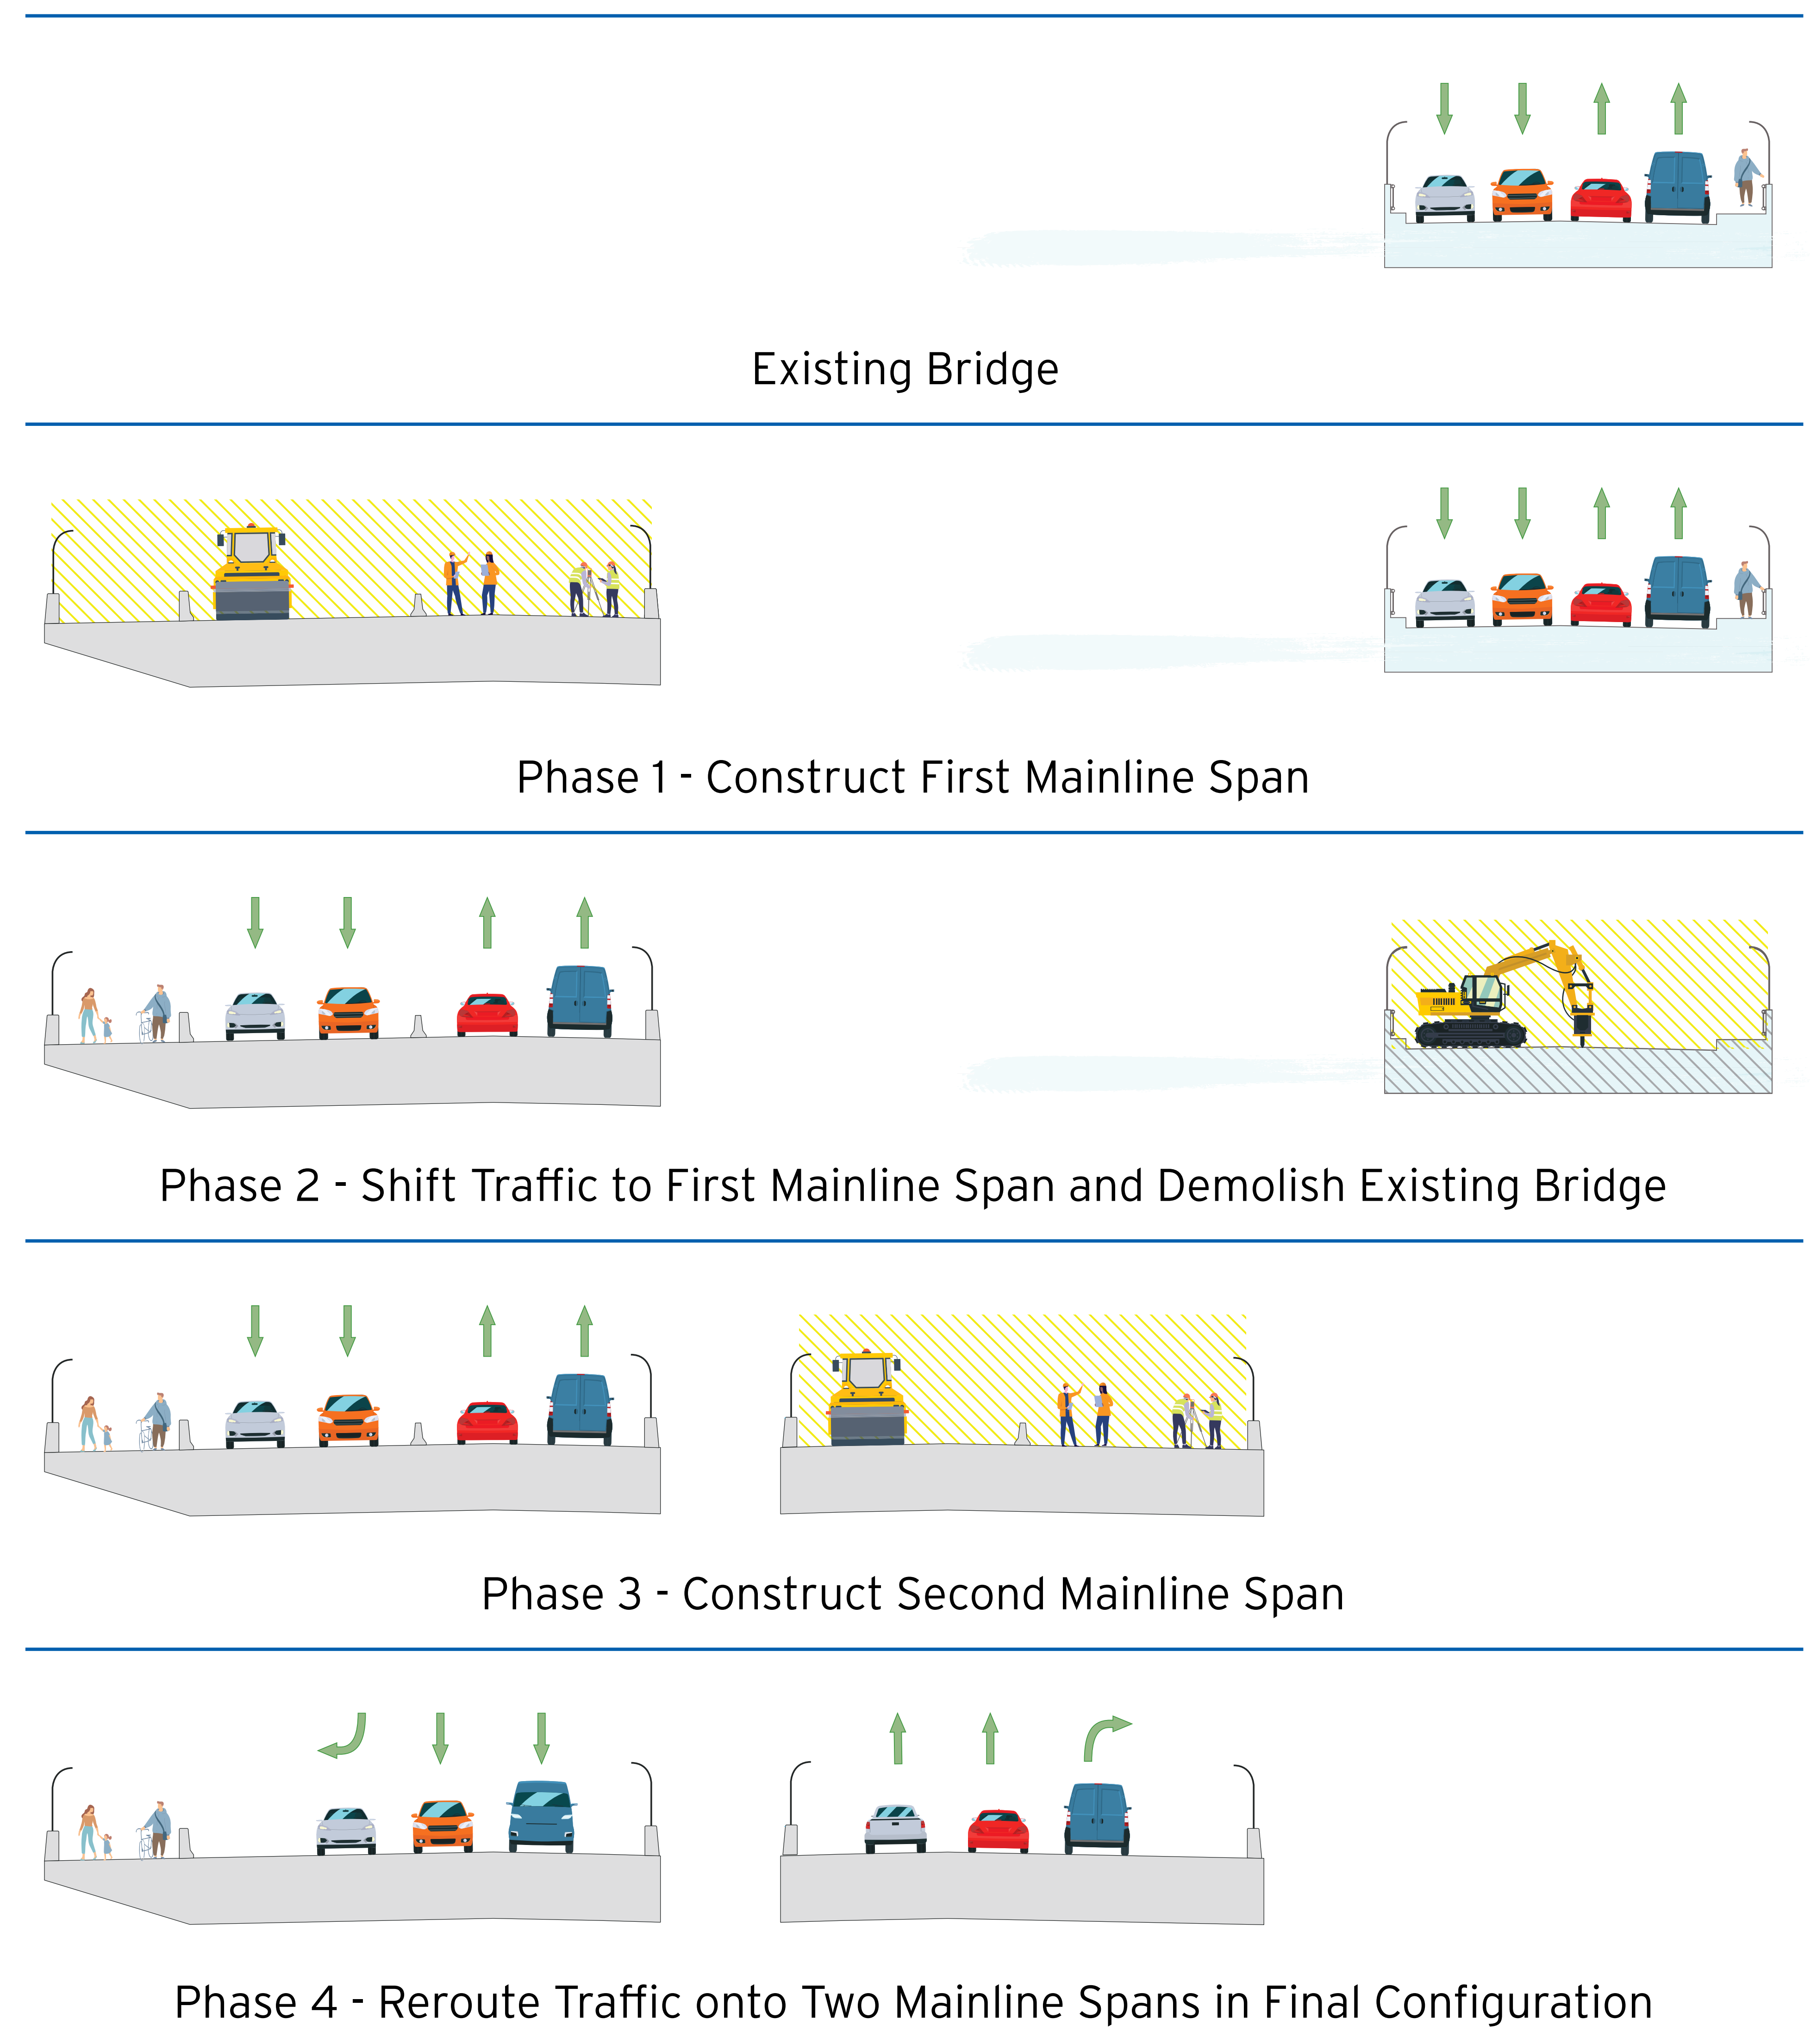 Existing Bridge
Phase 1 - Construct First Mainline Span
Phase 2 - Shift Traffic to First Mainline Span and Demolish Existing Bridge
Phase 3 - Construct Second Mainline Span
Phase 4 - Reroute Traffic onto Two Mainline Spans in Final Configuration